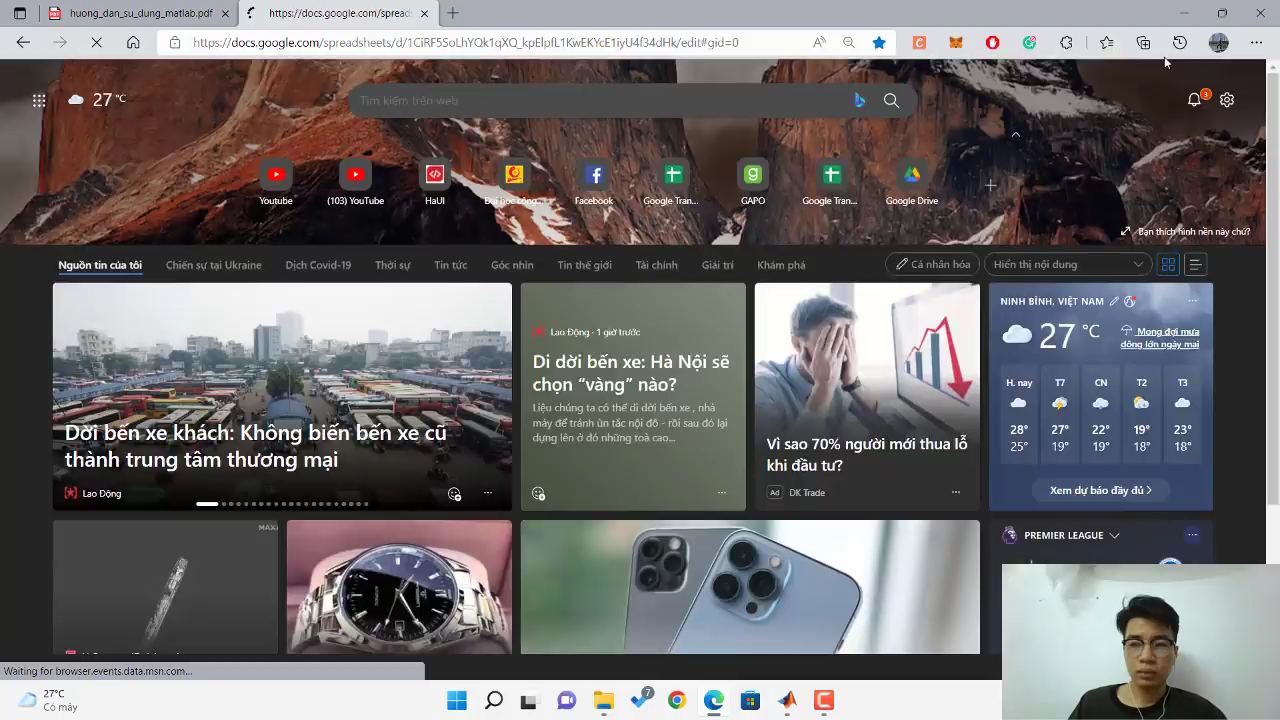 huong_dan_su_dung_matlab.pdf
https://docs.google.com/spreads
https://docs.google.com/spreadsheets/d/1CiRF5SoLhYQk1qXQ_kpElpfL1KwEKYcE1iyU4f34dHk/edit#gid=0
27 °C
Tìm kiếm trên web
3
Youtube
(103) YouTube
HaUI
Đại học công...
Facebook
Google Tran...
GAPO
Google Tran...
Google Drive
Bạn thích hình nền này chứ?
Nguồn tin của tôi
Chiến sự tại Ukraine
Dịch Covid-19
Thời sự
Tin tức
Góc nhìn
Tin thế giới
Tài chính
Giải trí
Khám phá
Cá nhân hóa
Hiển thị nội dung
Dời bến xe khách: Không biến bến xe cũ
thành trung tâm thương mại
Lao Động
Lao Động · 1 giờ trước
Di dời bến xe: Hà Nội sẽ
chọn “vàng” nào?
Liệu chúng ta có thể di dời bến xe , nhà
máy để tránh ùn tắc nội đô - rồi sau đó lại
dựng lên ở đó những toà cao...
Vì sao 70% người mới thua lỗ
khi đầu tư?
Ad DK Trade
NINH BÌNH, VIỆT NAM
27 °C
Mong đợi mưa
dông lớn ngày mai
H. nay T7 CN T2 T3
28° 27° 22° 19° 23°
25° 19° 19° 18° 18°
Xem dự báo đầy đủ
PREMIER LEAGUE
Waiting for browser.events.data.msn.com...
27°C
Có mây
7